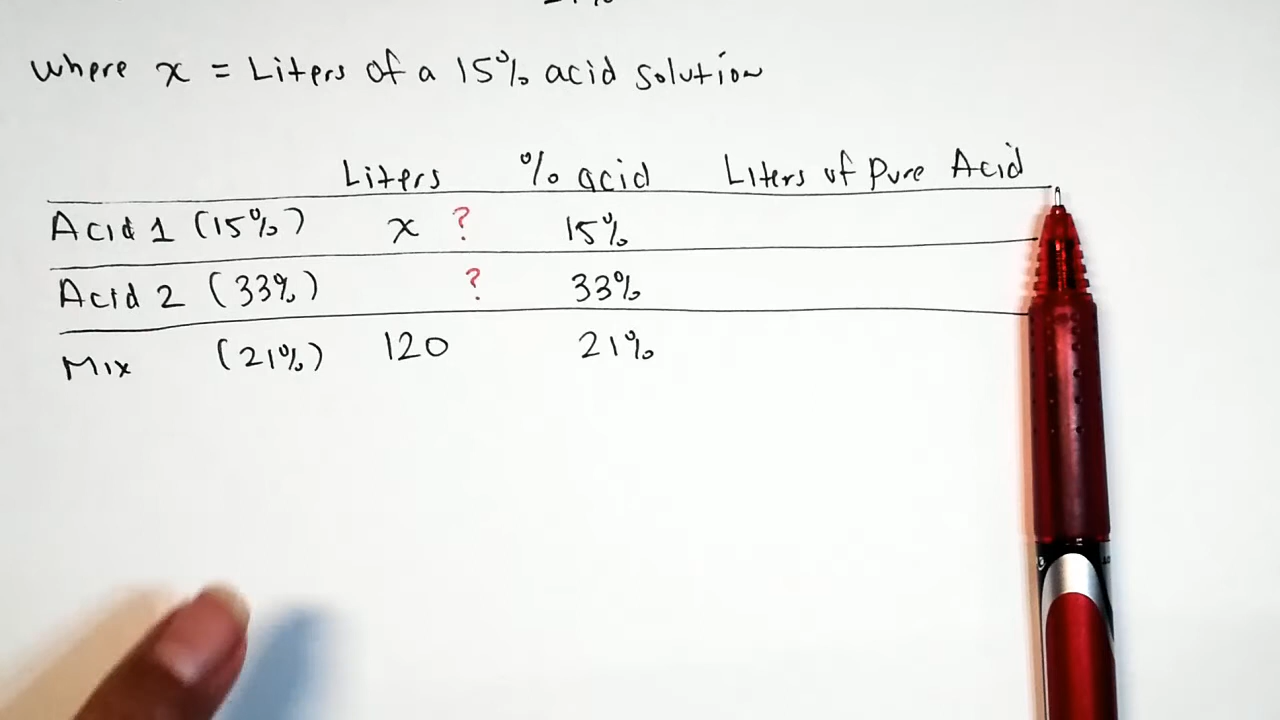 where x = Liters of a 15% acid solution
Liters % acid Liters of Pure Acid
Acid 1 (15%) x ? 15%
Acid 2 (33%) ? 33%
Mix (21%) 120 21%